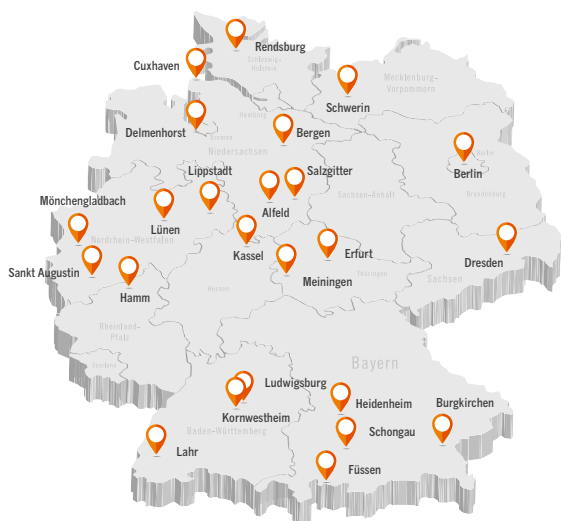 Rendsburg
Schleswig-
Holstein
Cuxhaven
Mecklenburg-
Vorpommern
Schwerin
Hamburg
Delmenhorst
Bremen
Bergen
Niedersachsen
Berlin
Berlin
Lippstadt
Salzgitter
Brandenburg
Sachsen-Anhalt
Mönchengladbach
Alfeld
Lünen
Nordrhein-Westfalen
Kassel
Erfurt
Dresden
Sankt Augustin
Meiningen
Thüringen
Sachsen
Hamm
Hessen
Rheinland-
Pfalz
Saarland
Bayern
Ludwigsburg
Heidenheim
Burgkirchen
Kornwestheim
Baden-Württemberg
Schongau
Lahr
Füssen